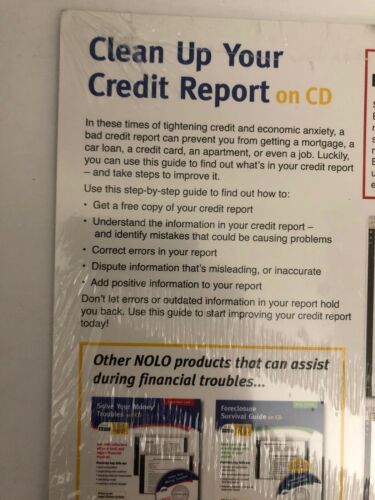 Clean Up Your
Credit Report on CD
In these times of tightening credit and economic anxiety, a
bad credit report can prevent you from getting a mortgage, a
car loan, a credit card, an apartment, or even a job. Luckily,
you can use this guide to find out what's in your credit report
– and take steps to improve it.
Use this step-by-step guide to find out how to:
• Get a free copy of your credit report
• Understand the information in your credit report –
and identify mistakes that could be causing problems
• Correct errors in your report
• Dispute information that's misleading, or inaccurate
• Add positive information to your report
Don't let errors or outdated information in your report hold
you back. Use this guide to start improving your credit report
today!
Other NOLO products that can assist
during financial troubles...
Solve Your Money
Troubles on CD
Foreclosure
Survival Guide on CD